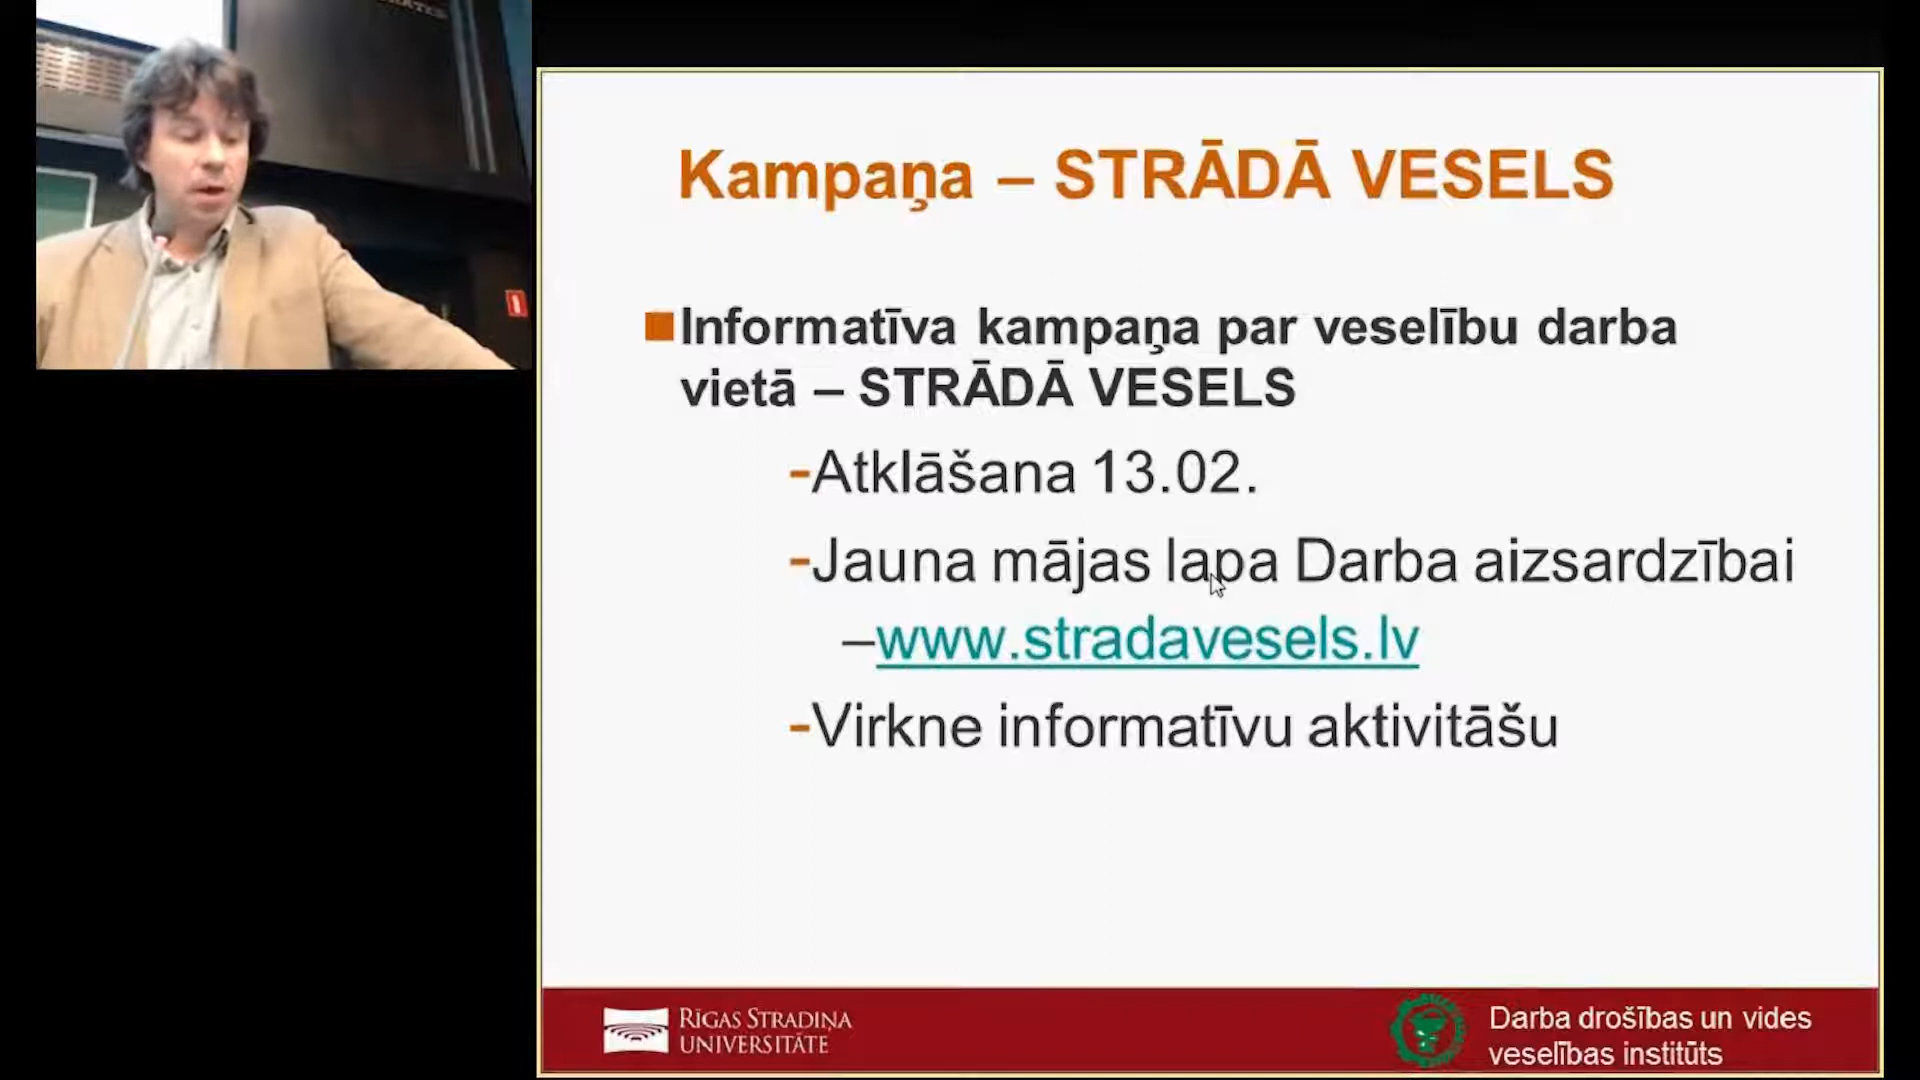 Kampaņa – STRĀDĀ VESELS
Informatīva kampaņa par veselību darba
vietā – STRĀDĀ VESELS
-Atklāšana 13.02.
-Jauna mājas lapa Darba aizsardzībai
–www.stradavesels.lv
-Virkne informatīvu aktivitāšu
RĪGAS STRADIŅA
UNIVERSITĀTE
Darba drošības un vides
veselības institūts